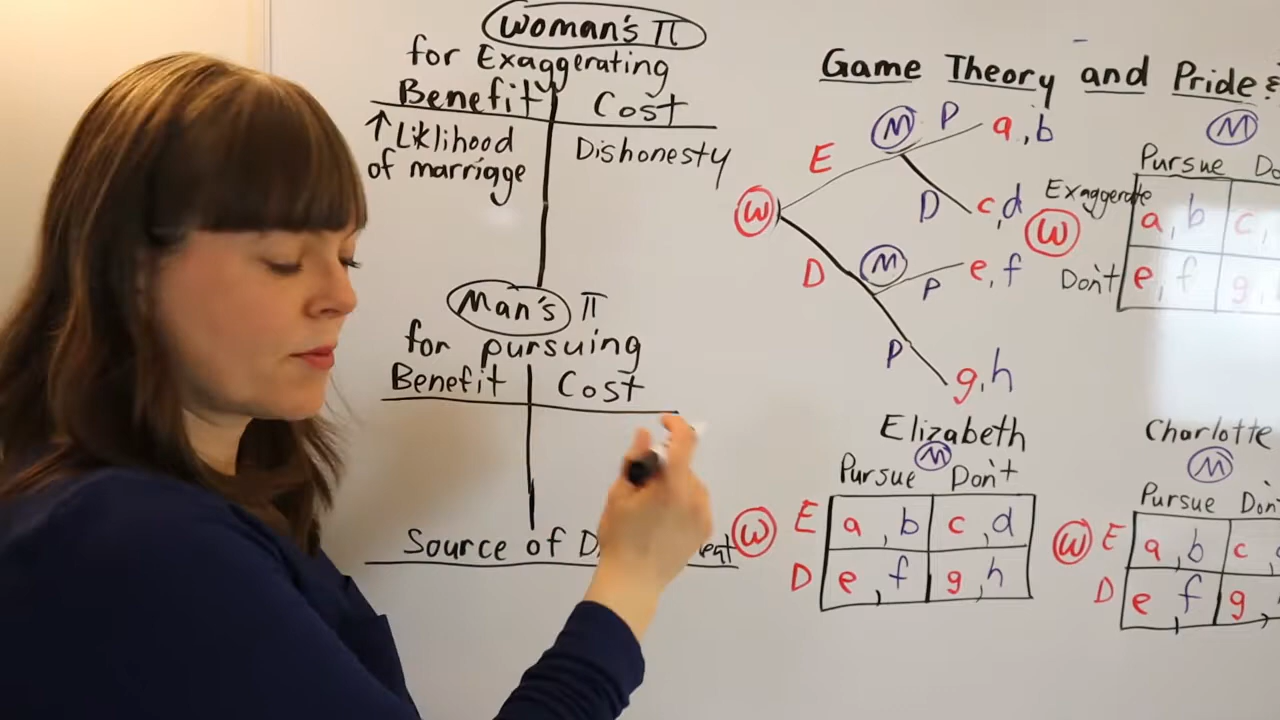 Woman's π
for Exaggerating
Benefit Cost
↑ Liklihood
of marriage
Dishonesty
Man's π
for pursuing
Benefit Cost
Source of
Game Theory and Pride &
W
E
M
P
a, b
D
c, d
D
M
P
e, f
P
g, h
M
Pursue
Exaggerate
W
a, b c,
Don't
e, f g,
Elizabeth
M
Pursue Don't
W
E a, b c, d
D e, f g, h
Charlotte
M
Pursue Don't
W
E a, b c,
D e, f g,